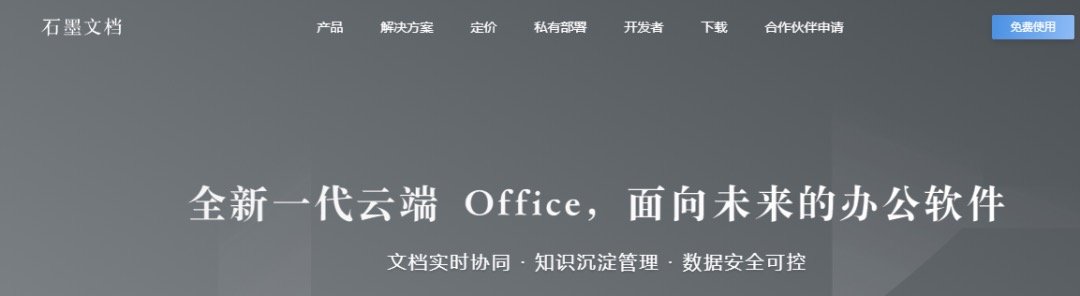 石墨文档 产品 解决方案 定价 私有部署 开发者 下载 合作伙伴申请 免费使用
全新一代云端 Office，面向未来的办公软件
文档实时协同 · 知识沉淀管理 · 数据安全可控